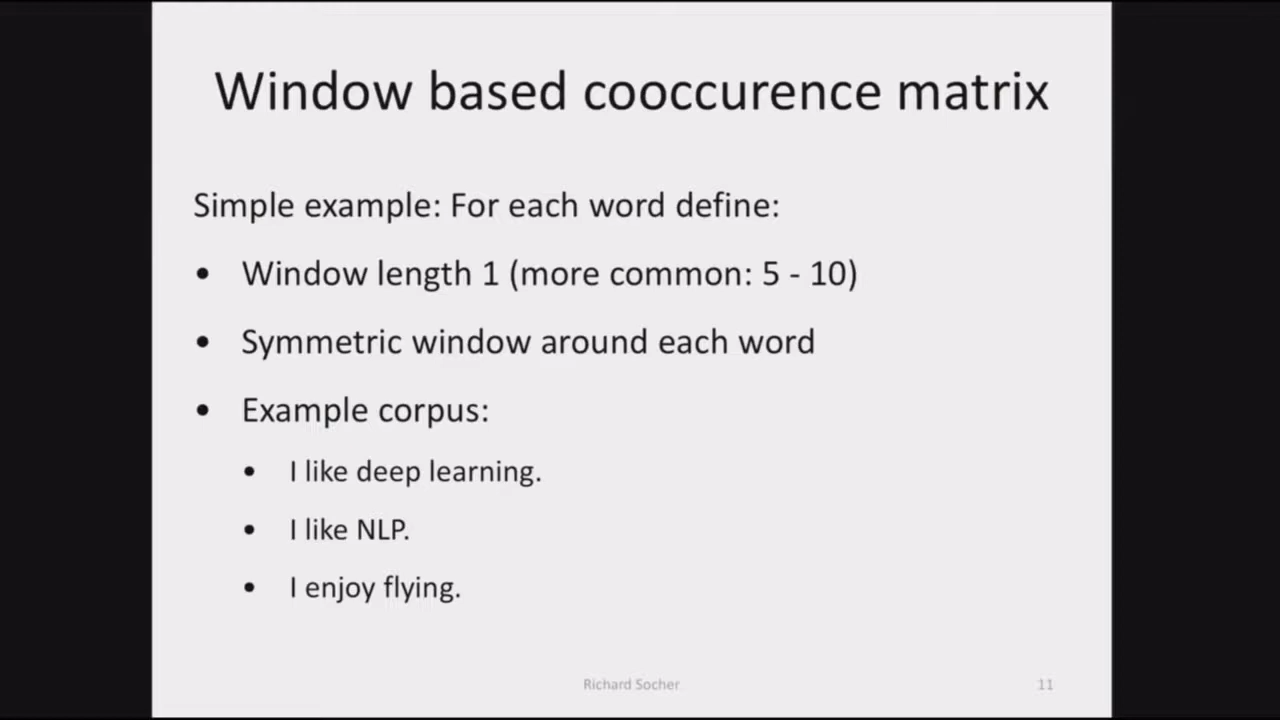 Window based cooccurence matrix
Simple example: For each word define:
• Window length 1 (more common: 5 - 10)
• Symmetric window around each word
• Example corpus:
• I like deep learning.
• I like NLP.
• I enjoy flying.
Richard Socher
11